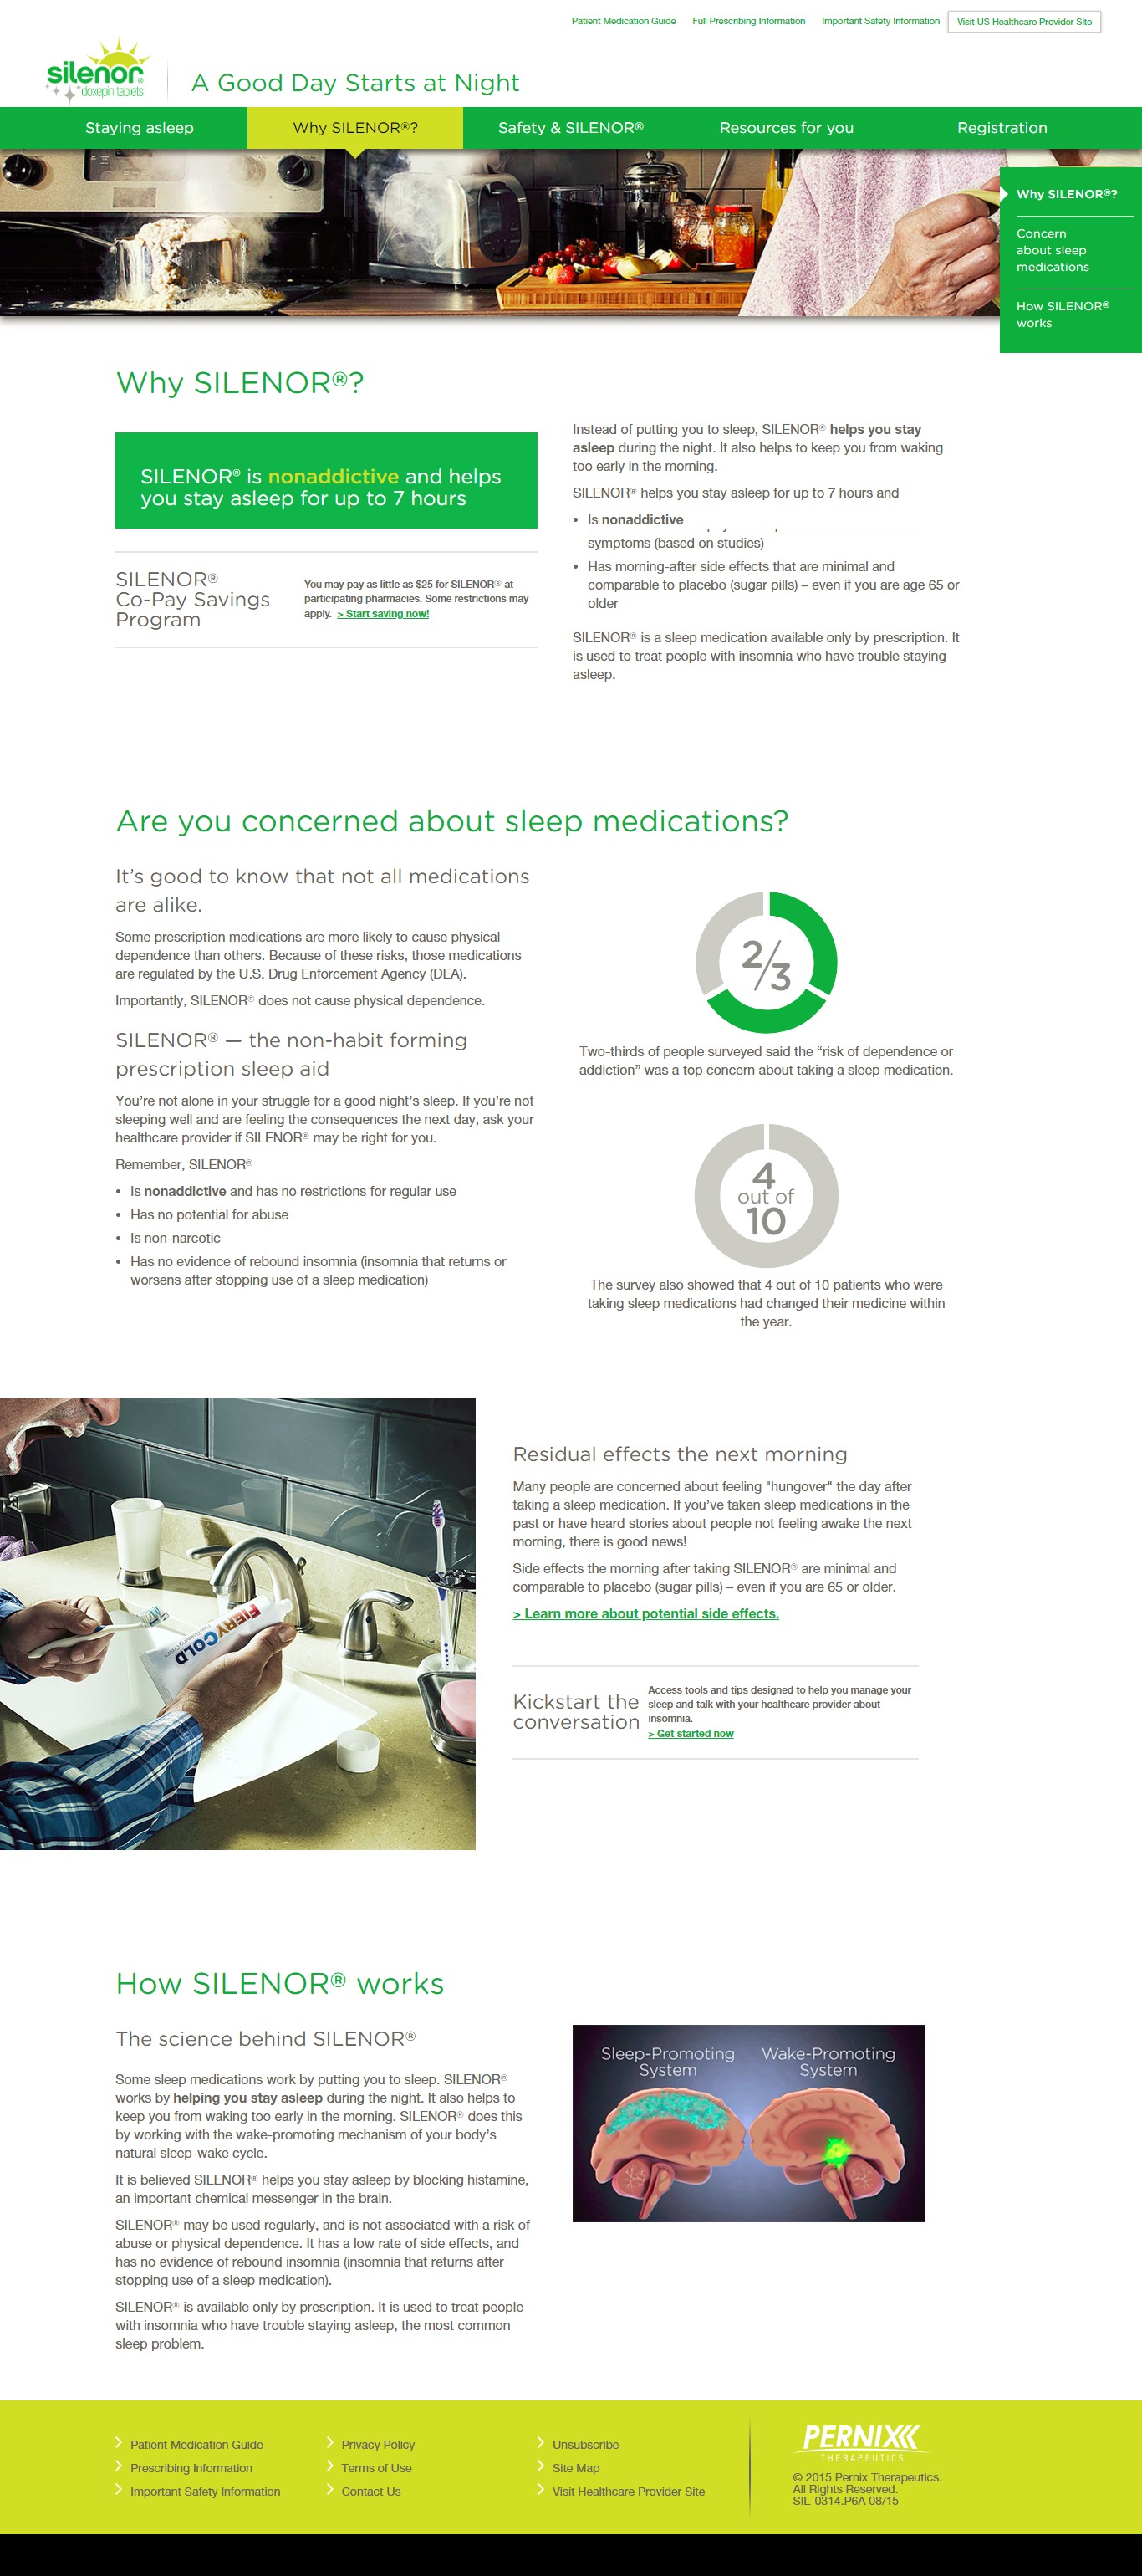 Patient Medication Guide Full Prescribing Information Important Safety Information Visit US Healthcare Provider Site
silenor®
doxepin tablets
A Good Day Starts at Night
Staying asleep Why SILENOR®? Safety & SILENOR® Resources for you Registration
Why SILENOR®?
Concern
about sleep
medications
How SILENOR®
works
Why SILENOR®?
SILENOR® is nonaddictive and helps
you stay asleep for up to 7 hours
SILENOR®
Co-Pay Savings
Program
You may pay as little as $25 for SILENOR® at
participating pharmacies. Some restrictions may
apply. > Start saving now!
Instead of putting you to sleep, SILENOR® helps you stay
asleep during the night. It also helps to keep you from waking
too early in the morning.
SILENOR® helps you stay asleep for up to 7 hours and
• Is nonaddictive
symptoms (based on studies)
• Has morning-after side effects that are minimal and
comparable to placebo (sugar pills) – even if you are age 65 or
older
SILENOR® is a sleep medication available only by prescription. It
is used to treat people with insomnia who have trouble staying
asleep.
Are you concerned about sleep medications?
It's good to know that not all medications
are alike.
Some prescription medications are more likely to cause physical
dependence than others. Because of these risks, those medications
are regulated by the U.S. Drug Enforcement Agency (DEA).
Importantly, SILENOR® does not cause physical dependence.
SILENOR® — the non-habit forming
prescription sleep aid
You're not alone in your struggle for a good night's sleep. If you're not
sleeping well and are feeling the consequences the next day, ask your
healthcare provider if SILENOR® may be right for you.
Remember, SILENOR®
• Is nonaddictive and has no restrictions for regular use
• Has no potential for abuse
• Is non-narcotic
• Has no evidence of rebound insomnia (insomnia that returns or
worsens after stopping use of a sleep medication)
2/3
Two-thirds of people surveyed said the “risk of dependence or
addiction” was a top concern about taking a sleep medication.
4
out of
10
The survey also showed that 4 out of 10 patients who were
taking sleep medications had changed their medicine within
the year.
FIERYCOLD
Residual effects the next morning
Many people are concerned about feeling "hungover" the day after
taking a sleep medication. If you've taken sleep medications in the
past or have heard stories about people not feeling awake the next
morning, there is good news!
Side effects the morning after taking SILENOR® are minimal and
comparable to placebo (sugar pills) – even if you are 65 or older.
> Learn more about potential side effects.
Kickstart the
conversation
Access tools and tips designed to help you manage your
sleep and talk with your healthcare provider about
insomnia.
> Get started now
How SILENOR® works
The science behind SILENOR®
Some sleep medications work by putting you to sleep. SILENOR®
works by helping you stay asleep during the night. It also helps to
keep you from waking too early in the morning. SILENOR® does this
by working with the wake-promoting mechanism of your body's
natural sleep-wake cycle.
It is believed SILENOR® helps you stay asleep by blocking histamine,
an important chemical messenger in the brain.
SILENOR® may be used regularly, and is not associated with a risk of
abuse or physical dependence. It has a low rate of side effects, and
has no evidence of rebound insomnia (insomnia that returns after
stopping use of a sleep medication).
SILENOR® is available only by prescription. It is used to treat people
with insomnia who have trouble staying asleep, the most common
sleep problem.
Sleep-Promoting
System
Wake-Promoting
System
Patient Medication Guide
Prescribing Information
Important Safety Information
Privacy Policy
Terms of Use
Contact Us
Unsubscribe
Site Map
Visit Healthcare Provider Site
PERNIX
THERAPEUTICS
© 2015 Pernix Therapeutics.
All Rights Reserved.
SIL-0314.P6A 08/15